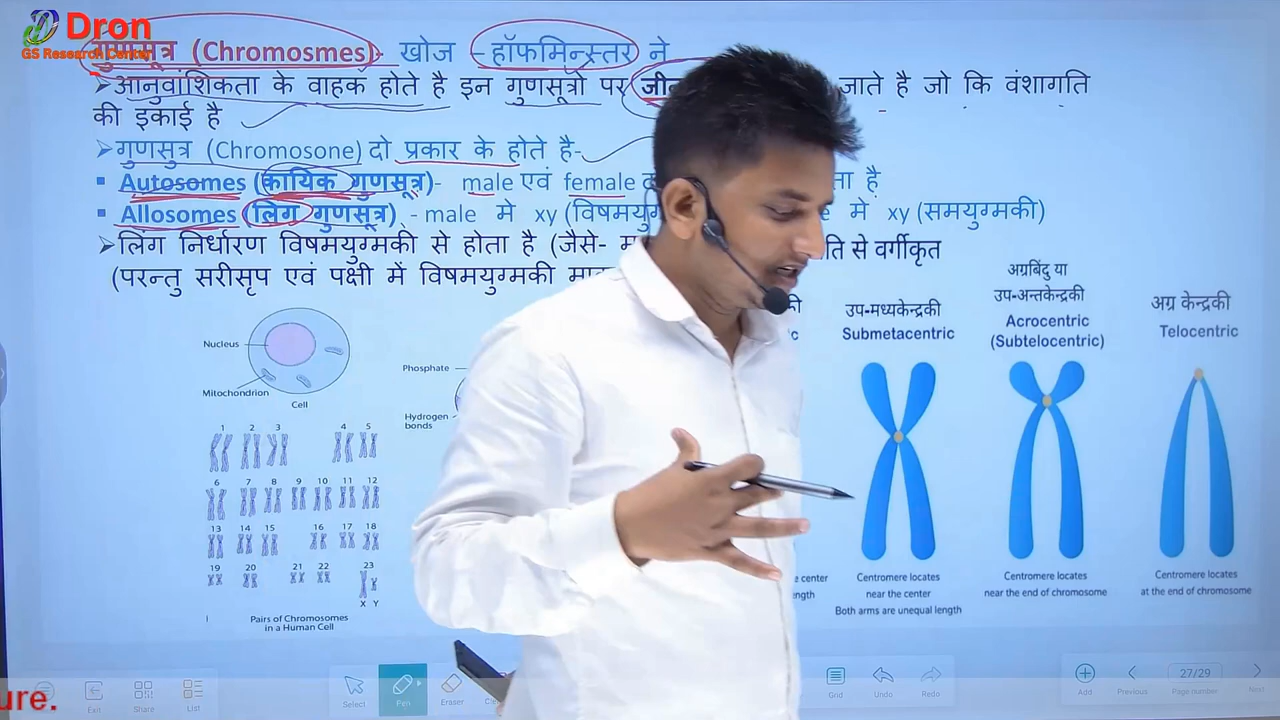 Dron
GS Research Center
गुणसूत्र (Chromosmes)- खोज - हॉफमिन्स्तर ने
➢आनुवांशिकता के वाहक होते है इन गुणसूत्रो पर जी जाते है जो कि वंशागति
की इकाई है
➢गुणसुत्र (Chromosone) दो प्रकार के होते है-
▪ Autosomes (कायिक गुणसूत्र)- male एवं female
▪ Allosomes (लिंग गुणसूत्र) - male मे xy (विषमयुग मे xy (समयुग्मकी)
➢लिंग निर्धारण विषमयुग्मकी से होता है (जैसे- ति से वर्गीकृत
(परन्तु सरीसृप एवं पक्षी में विषमयुग्मकी
Nucleus
Mitochondrion
Cell
Phosphate
Hydrogen
bonds
1 2 3 4 5
6 7 8 9 10 11 12
13 14 15 16 17 18
19 20 21 22 23
X Y
Pairs of Chromosomes
in a Human Cell
की
c
e center
ength
उप-मध्यकेन्द्रकी
Submetacentric
Centromere locates
near the center
Both arms are unequal length
अग्रबिंदु या
उप-अन्तकेन्द्रकी
Acrocentric
(Subtelocentric)
Centromere locates
near the end of chromosome
अग्र केन्द्रकी
Telocentric
Centromere locates
at the end of chromosome
ure.
Exit Share List Select Pen Eraser Grid Undo Redo Add Previous 27/29 Page number Next